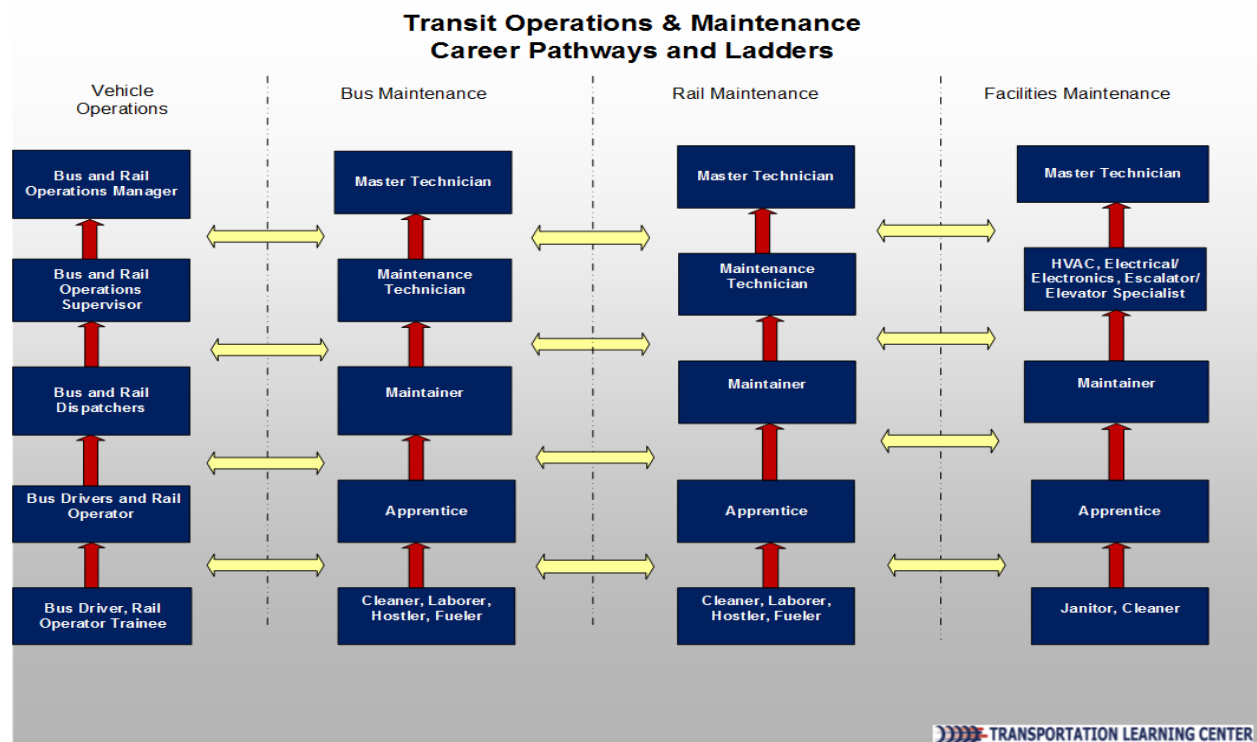 Transit Operations & Maintenance
Career Pathways and Ladders
Vehicle
Operations
Bus Maintenance
Rail Maintenance
Facilities Maintenance
Bus and Rail
Operations Manager
Master Technician
Master Technician
Master Technician
Bus and Rail
Operations
Supervisor
Maintenance
Technician
Maintenance
Technician
HVAC, Electrical/
Electronics, Escalator/
Elevator Specialist
Bus and Rail
Dispatchers
Maintainer
Maintainer
Maintainer
Bus Drivers and Rail
Operator
Apprentice
Apprentice
Apprentice
Bus Driver, Rail
Operator Trainee
Cleaner, Laborer,
Hostler, Fueler
Cleaner, Laborer,
Hostler, Fueler
Janitor, Cleaner
TRANSPORTATION LEARNING CENTER